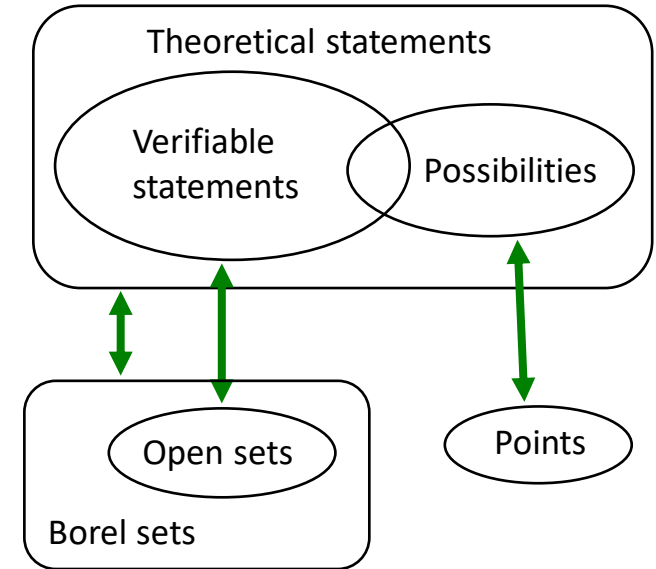 Theoretical statements
Verifiable
statements
Possibilities
Open sets
Points
Borel sets